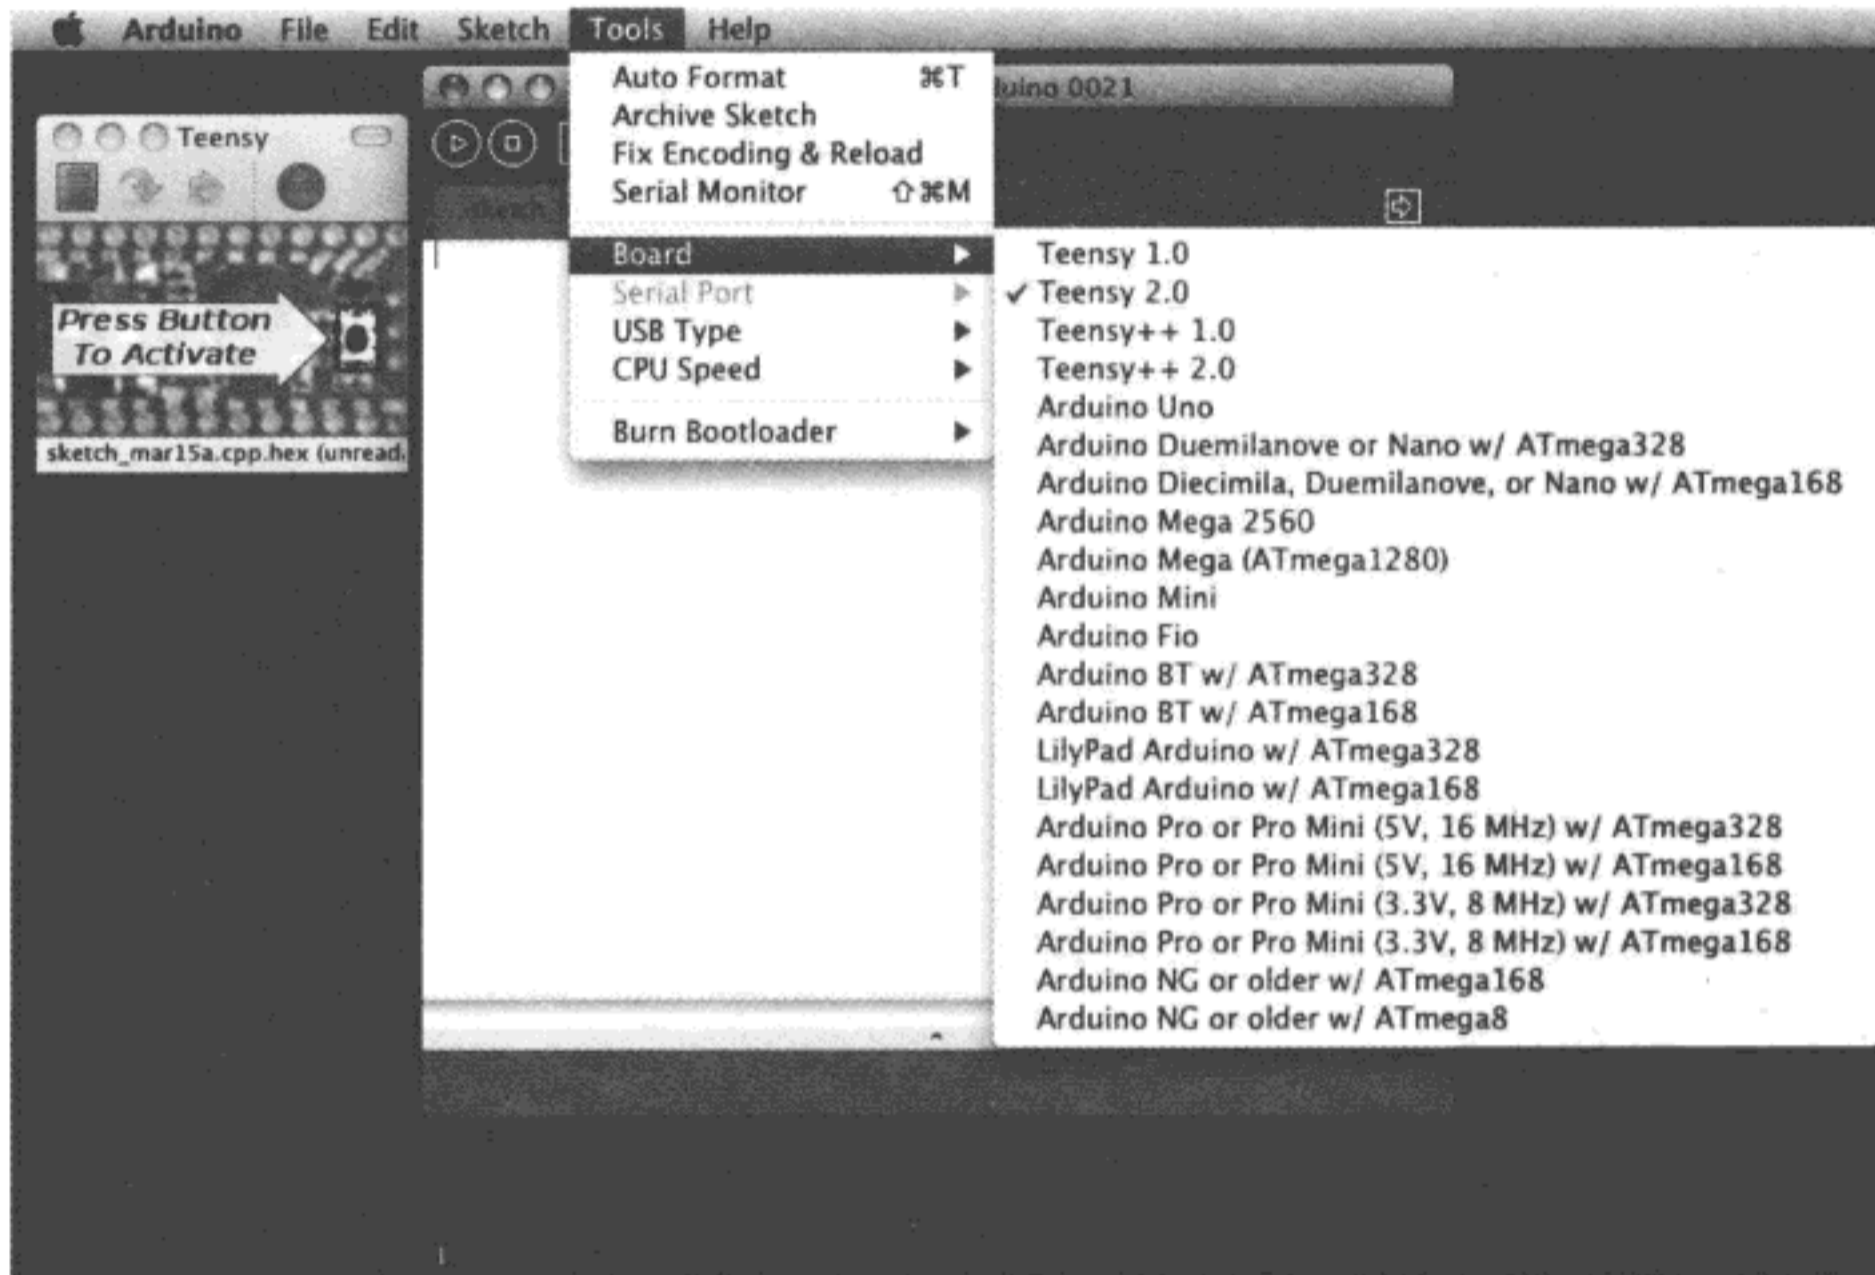 Arduino File Edit Sketch Tools Help
Teensy
Press Button
To Activate
sketch_mar15a.cpp.hex (unread.
uino 0021
sketch
Auto Format ⌘T
Archive Sketch
Fix Encoding & Reload
Serial Monitor ⇧⌘M
Board
Serial Port
USB Type
CPU Speed
Burn Bootloader
Teensy 1.0
✓ Teensy 2.0
Teensy++ 1.0
Teensy++ 2.0
Arduino Uno
Arduino Duemilanove or Nano w/ ATmega328
Arduino Diecimila, Duemilanove, or Nano w/ ATmega168
Arduino Mega 2560
Arduino Mega (ATmega1280)
Arduino Mini
Arduino Fio
Arduino BT w/ ATmega328
Arduino BT w/ ATmega168
LilyPad Arduino w/ ATmega328
LilyPad Arduino w/ ATmega168
Arduino Pro or Pro Mini (5V, 16 MHz) w/ ATmega328
Arduino Pro or Pro Mini (5V, 16 MHz) w/ ATmega168
Arduino Pro or Pro Mini (3.3V, 8 MHz) w/ ATmega328
Arduino Pro or Pro Mini (3.3V, 8 MHz) w/ ATmega168
Arduino NG or older w/ ATmega168
Arduino NG or older w/ ATmega8